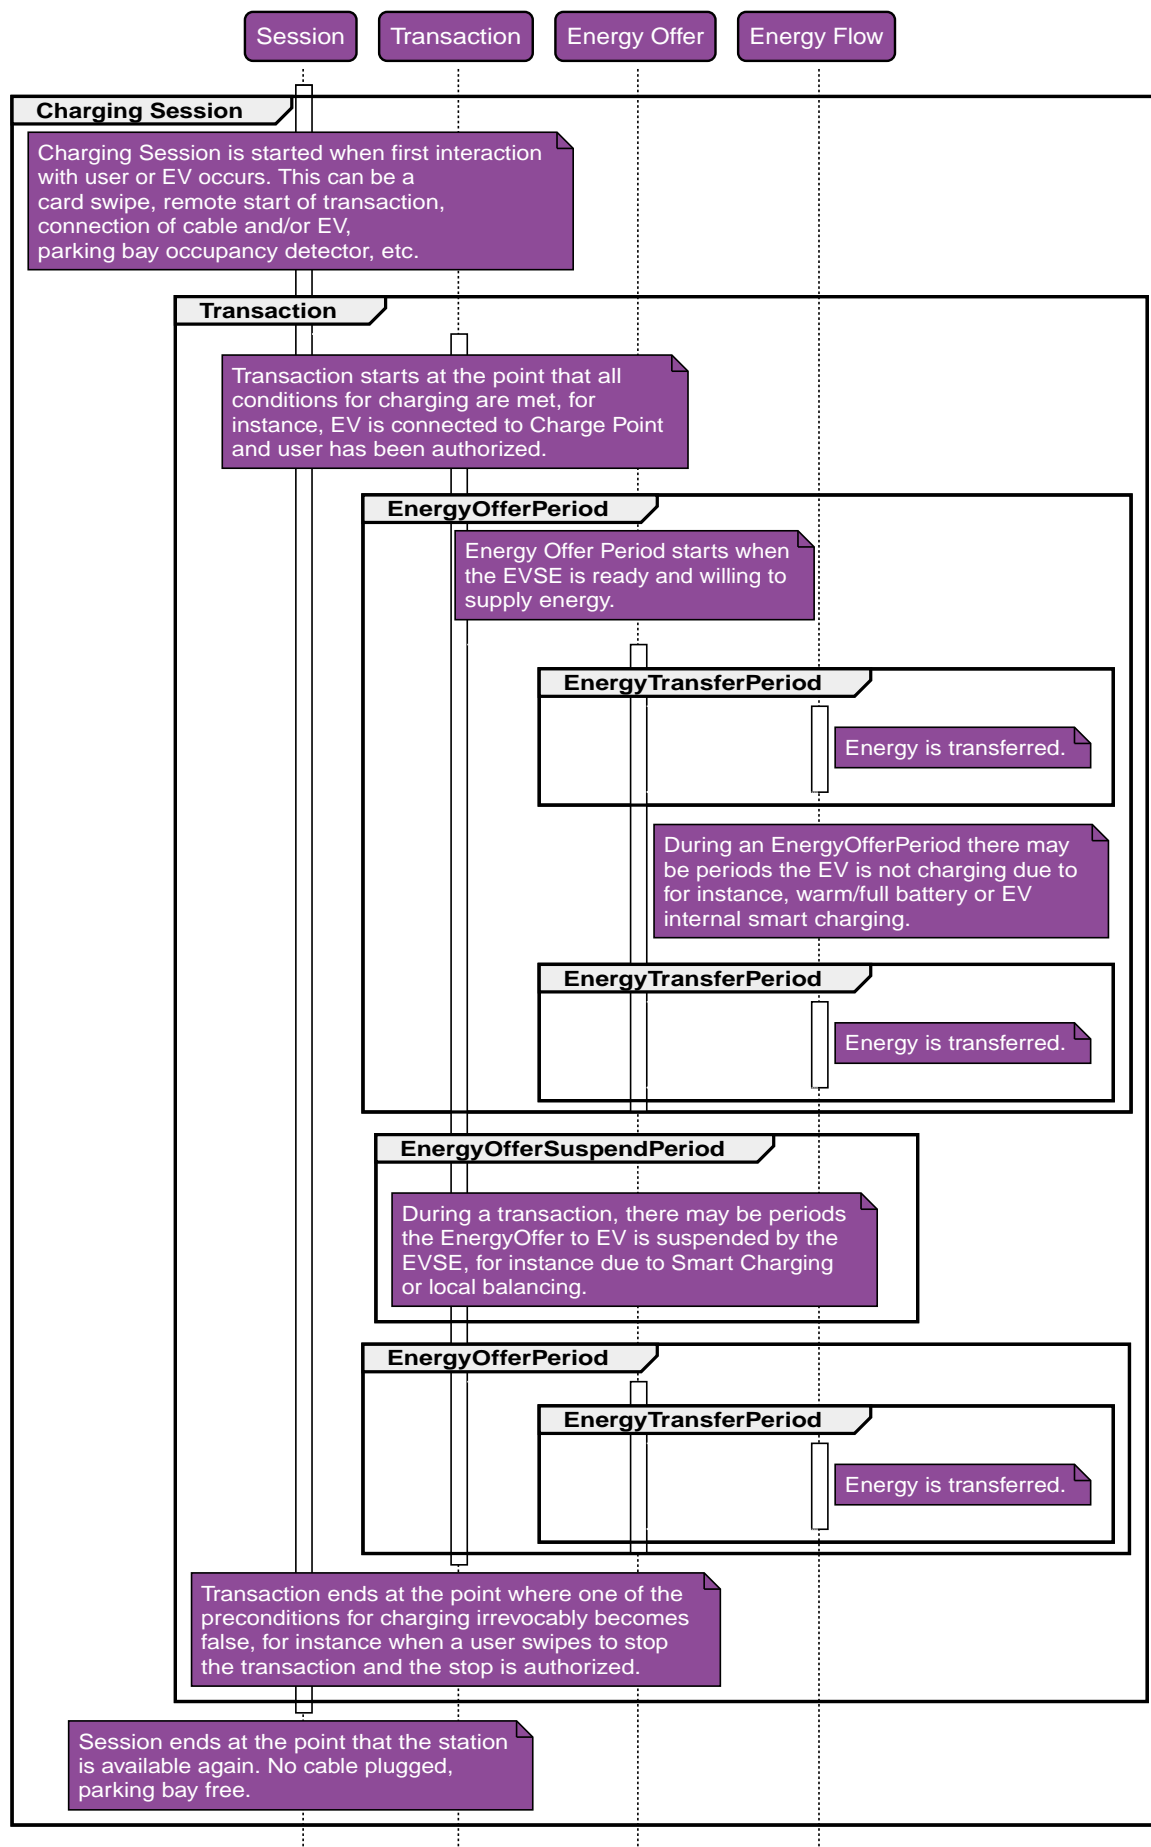 Session
Transaction
Energy Offer
Energy Flow
Charging Session
Charging Session is started when first interaction
with user or EV occurs. This can be a
card swipe, remote start of transaction,
connection of cable and/or EV,
parking bay occupancy detector, etc.
Transaction
Transaction starts at the point that all
conditions for charging are met, for
instance, EV is connected to Charge Point
and user has been authorized.
EnergyOfferPeriod
Energy Offer Period starts when
the EVSE is ready and willing to
supply energy.
EnergyTransferPeriod
Energy is transferred.
During an EnergyOfferPeriod there may
be periods the EV is not charging due to
for instance, warm/full battery or EV
internal smart charging.
EnergyTransferPeriod
Energy is transferred.
EnergyOfferSuspendPeriod
During a transaction, there may be periods
the EnergyOffer to EV is suspended by the
EVSE, for instance due to Smart Charging
or local balancing.
EnergyOfferPeriod
EnergyTransferPeriod
Energy is transferred.
Transaction ends at the point where one of the
preconditions for charging irrevocably becomes
false, for instance when a user swipes to stop
the transaction and the stop is authorized.
Session ends at the point that the station
is available again. No cable plugged,
parking bay free.